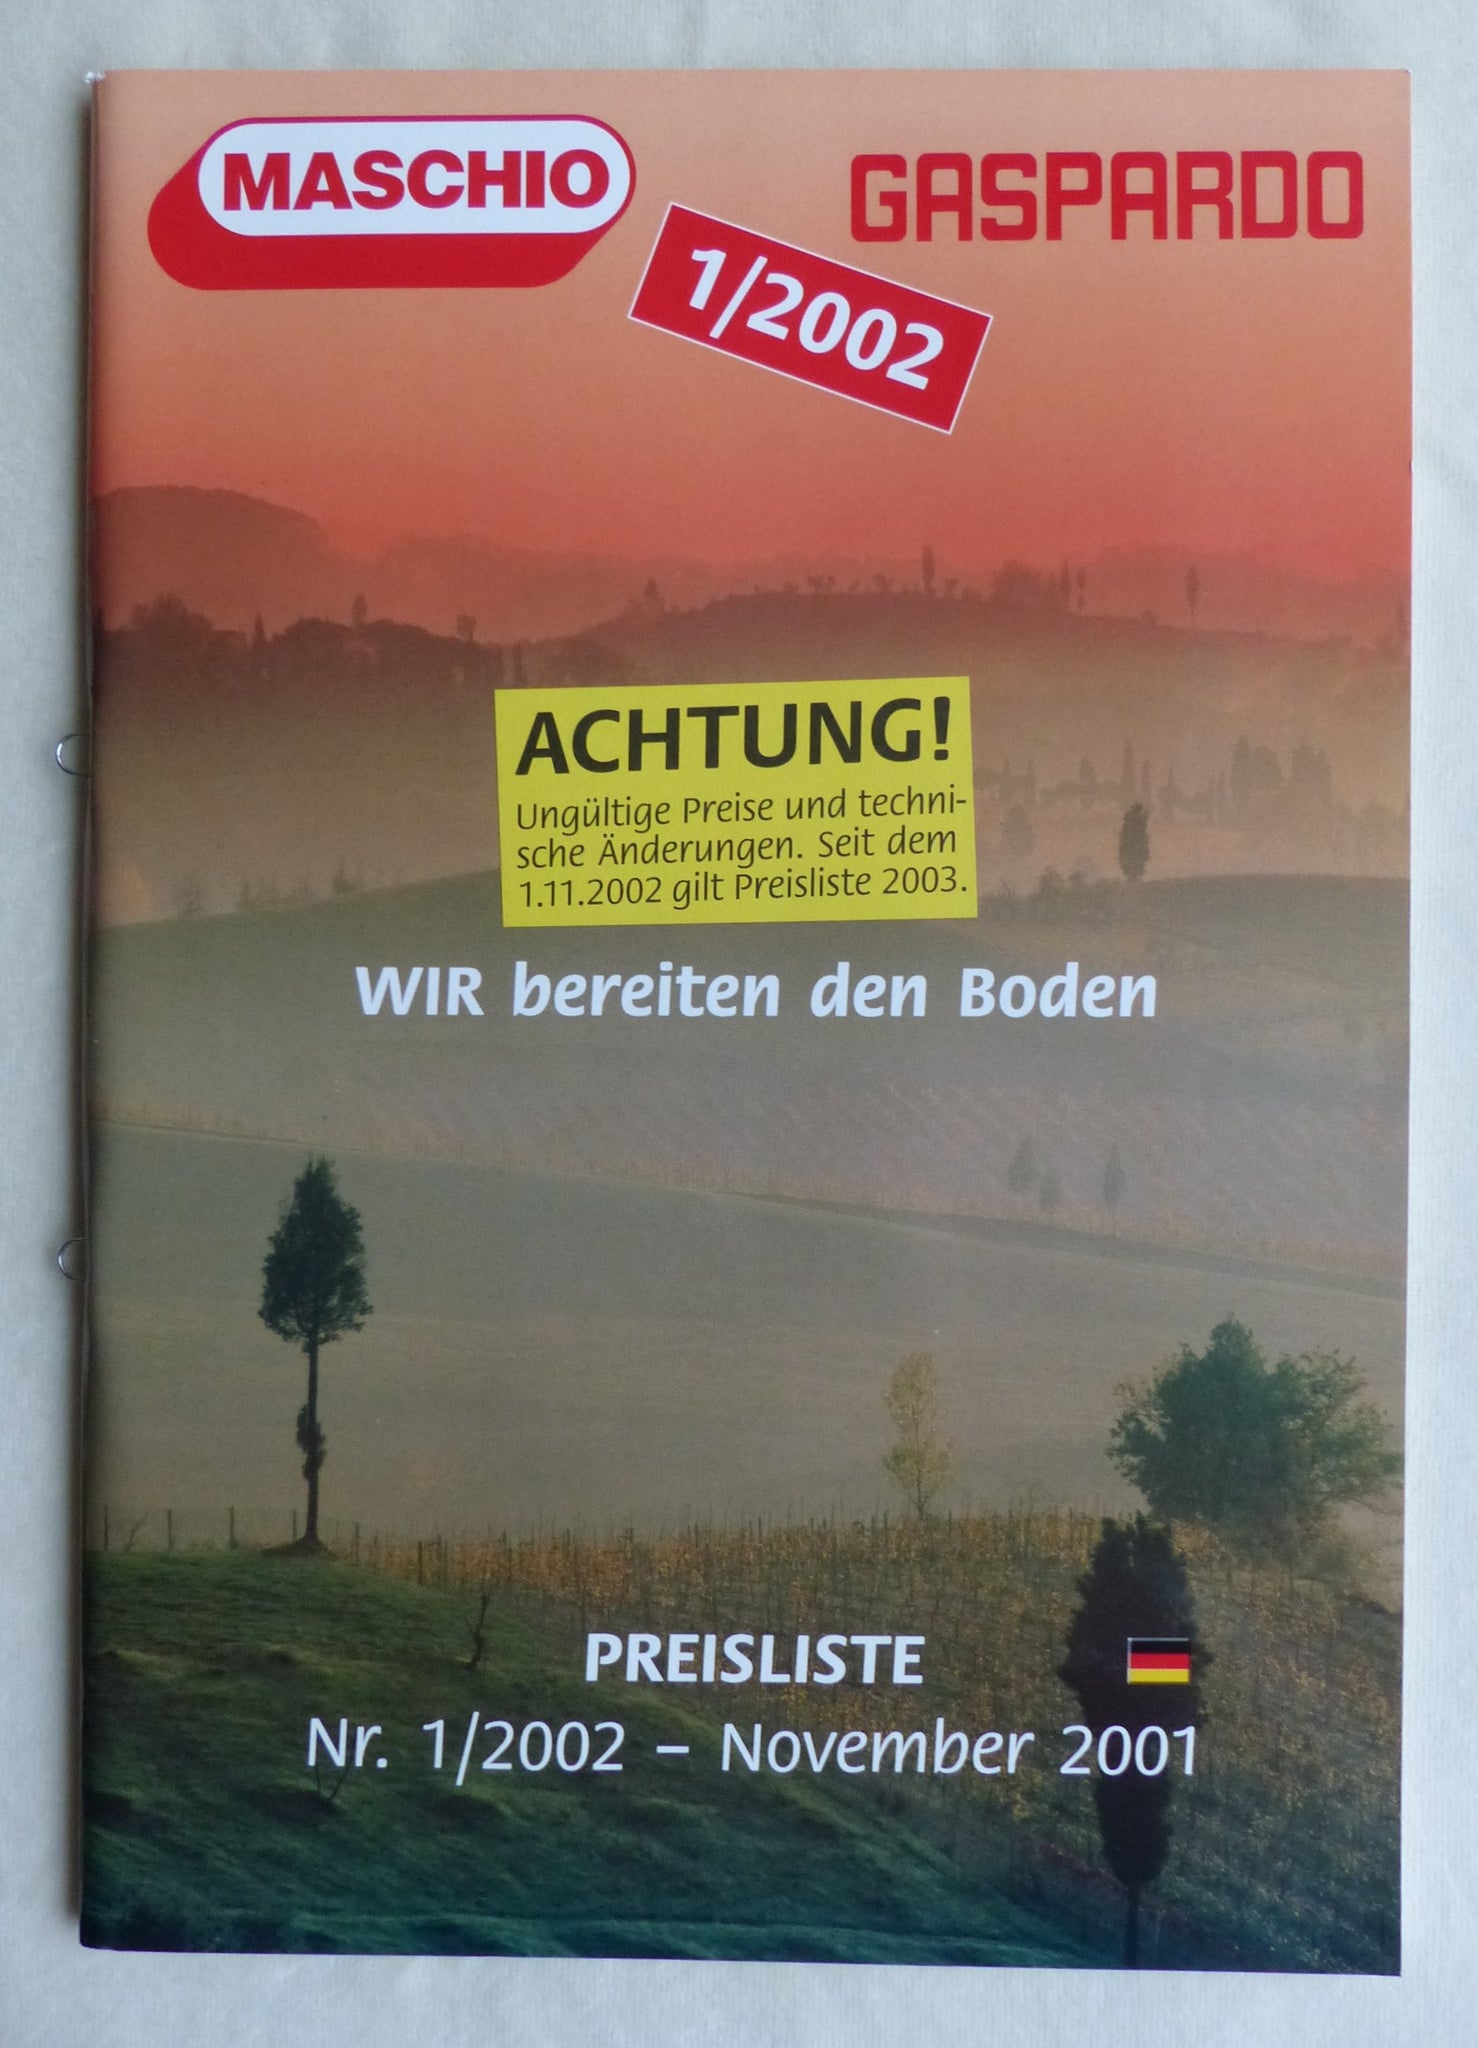 MASCHIO
GASPARDO
1/2002
ACHTUNG!
Ungültige Preise und techni-
sche Änderungen. Seit dem
1.11.2002 gilt Preisliste 2003.
WIR bereiten den Boden
PREISLISTE
Nr. 1/2002 – November 2001